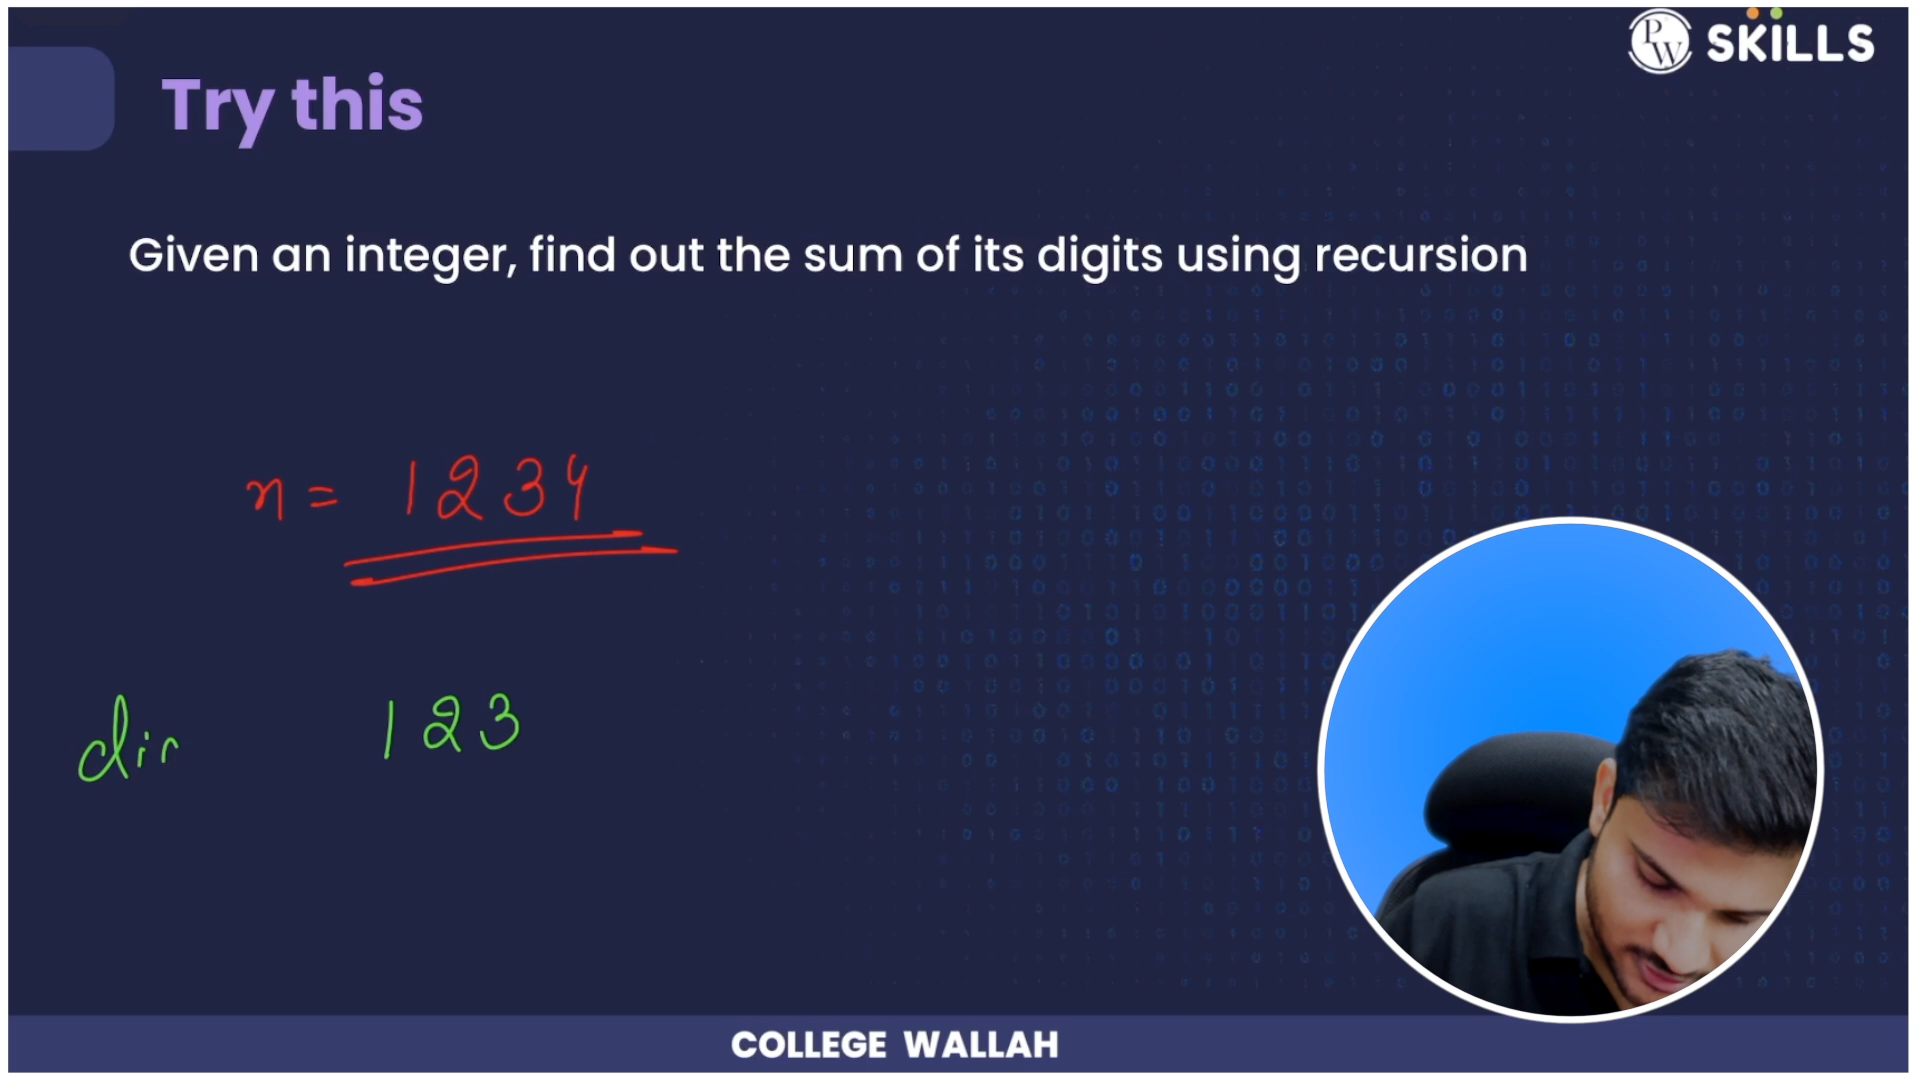 PW SKILLS
Try this
Given an integer, find out the sum of its digits using recursion
n = 1234
dir 123
COLLEGE WALLAH